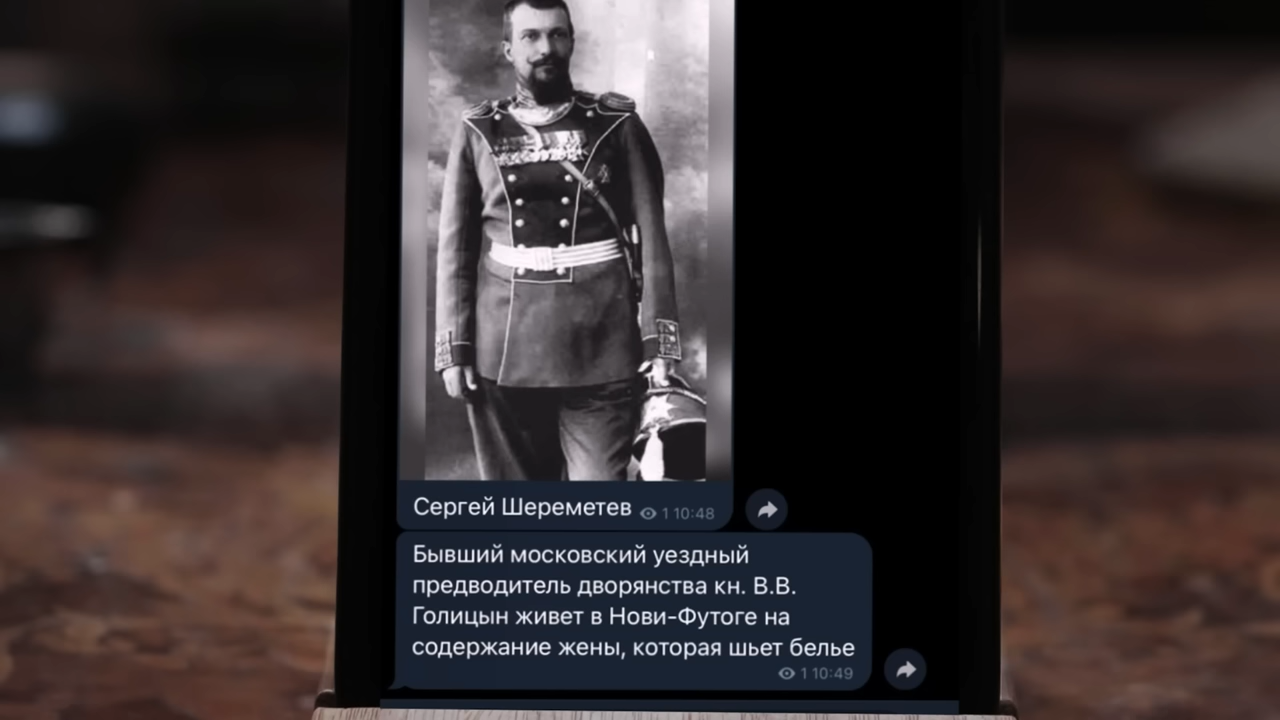 Сергей Шереметев 1 10:48
Бывший московский уездный
предводитель дворянства кн. В.В.
Голицын живет в Нови-Футоге на
содержание жены, которая шьет белье
1 10:49